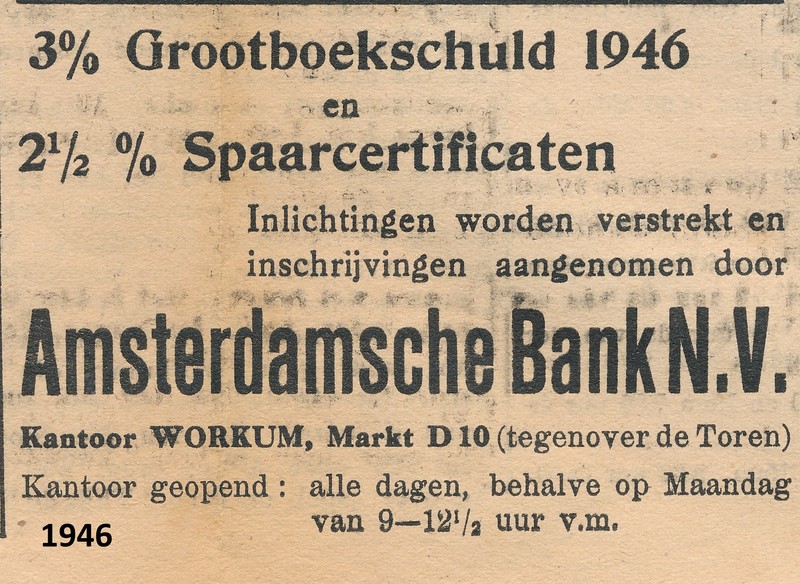 3% Grootboekschuld 1946
en
2½ % Spaarcertificaten
Inlichtingen worden verstrekt en
inschrijvingen aangenomen door
Amsterdamsche Bank N.V.
Kantoor WORKUM, Markt D 10 (tegenover de Toren)
Kantoor geopend : alle dagen, behalve op Maandag
van 9—12½ uur v.m.
1946